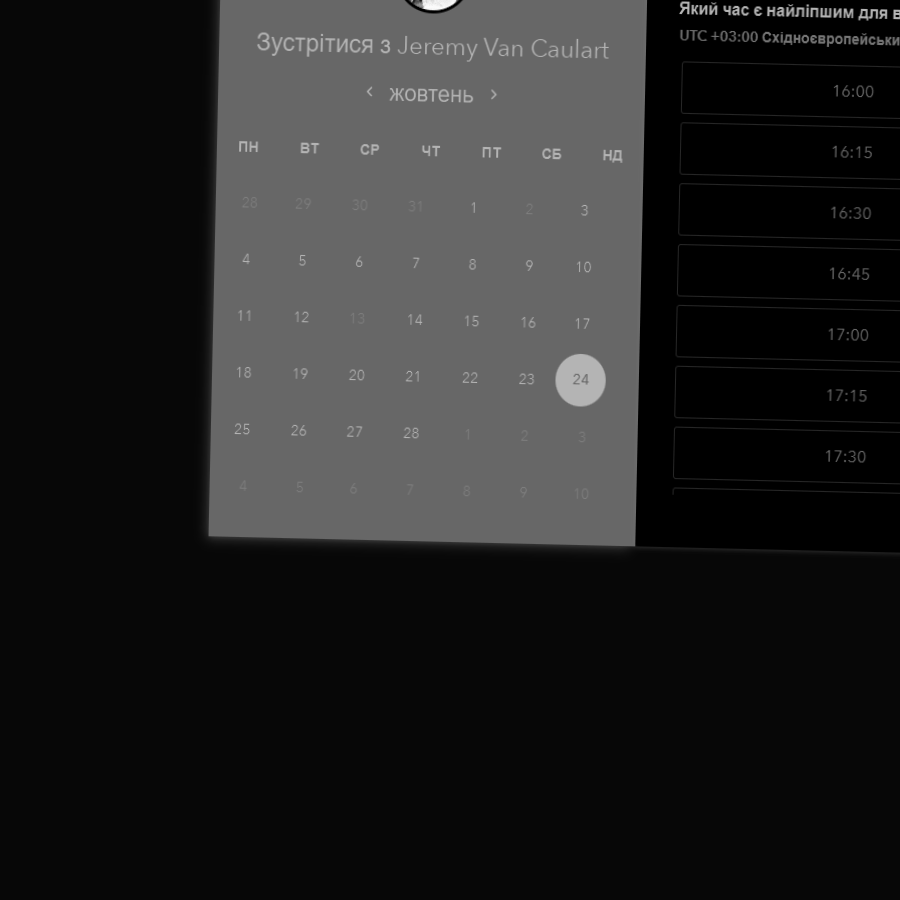 Зустрітися з Jeremy Van Caulart
‹ жовтень ›
ПН ВТ СР ЧТ ПТ СБ НД
28 29 30 31 1 2 3
4 5 6 7 8 9 10
11 12 13 14 15 16 17
18 19 20 21 22 23 24
25 26 27 28 1 2 3
4 5 6 7 8 9 10
Який час є найліпшим для в
UTC +03:00 Східноєвропейськи
16:00
16:15
16:30
16:45
17:00
17:15
17:30